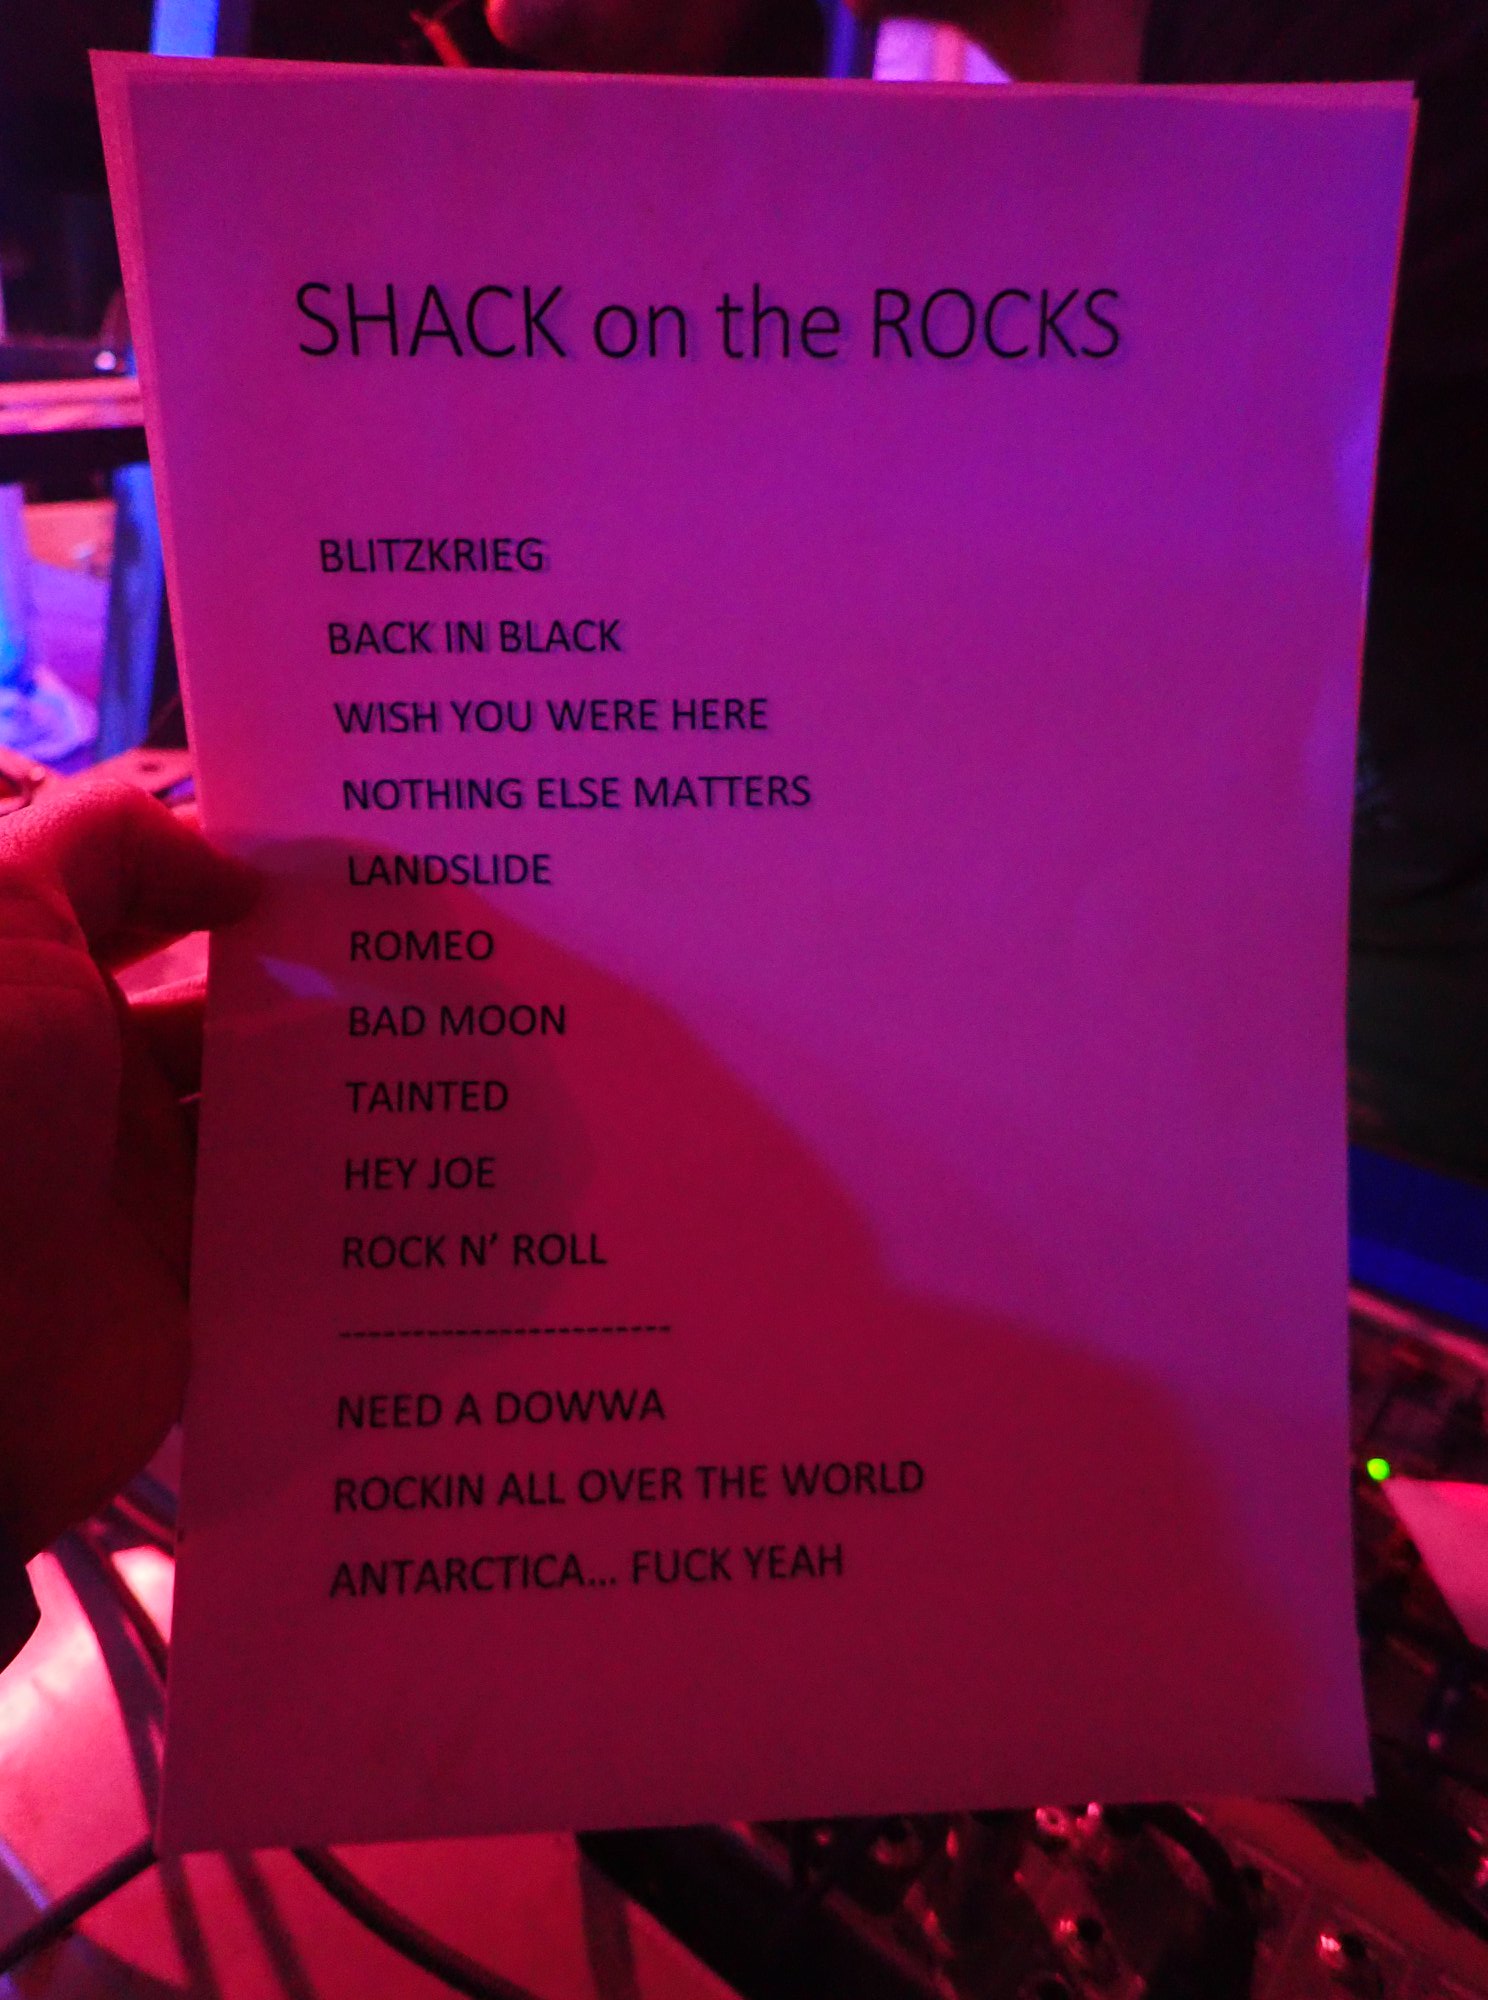 SHACK on the ROCKS
BLITZKRIEG
BACK IN BLACK
WISH YOU WERE HERE
NOTHING ELSE MATTERS
LANDSLIDE
ROMEO
BAD MOON
TAINTED
HEY JOE
ROCK N’ ROLL
-----------------------
NEED A DOWWA
ROCKIN ALL OVER THE WORLD
ANTARCTICA... FUCK YEAH